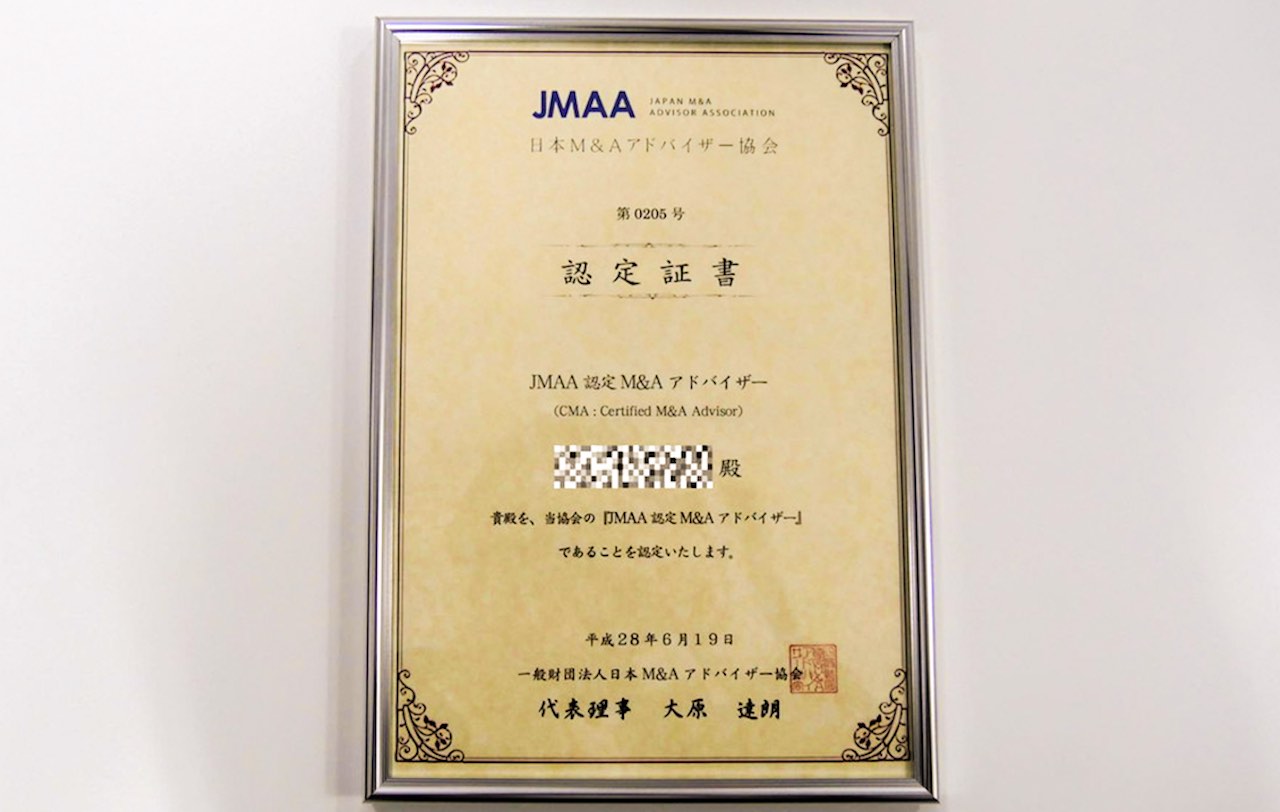 JMAA JAPAN M&A
ADVISOR ASSOCIATION
日本M&Aアドバイザー協会
第0205号
認定証書
JMAA 認定 M&A アドバイザー
（CMA : Certified M&A Advisor）
殿
貴殿を、当協会の『JMAA 認定 M&A アドバイザー』
であることを認定いたします。
平成28年6月19日
一般財団法人日本 M&A アドバイザー協会
代表理事 大原 達朗